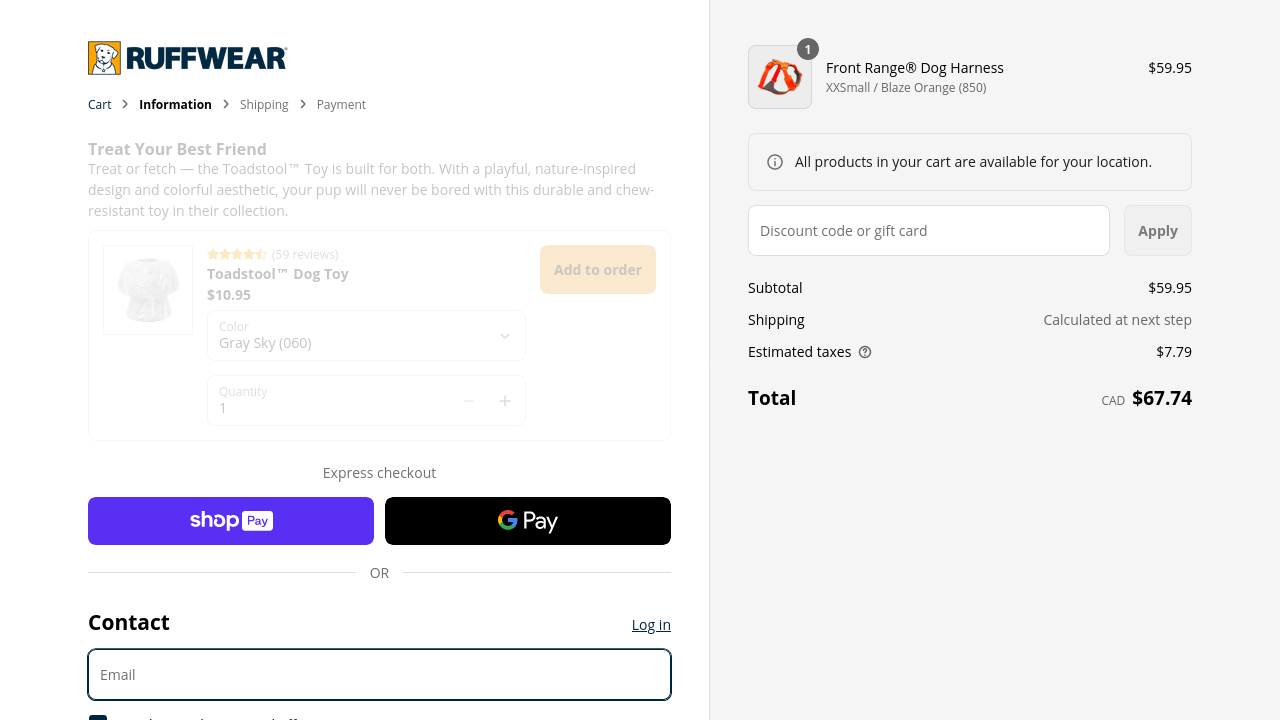 RUFFWEAR
Cart > Information > Shipping > Payment
Treat Your Best Friend
Treat or fetch — the Toadstool™ Toy is built for both. With a playful, nature-inspired
design and colorful aesthetic, your pup will never be bored with this durable and chew-
resistant toy in their collection.
(59 reviews)
Toadstool™ Dog Toy
$10.95
Add to order
Color
Gray Sky (060)
Quantity
1
Express checkout
shop Pay
G Pay
OR
Contact
Log in
Email
1
Front Range® Dog Harness
$59.95
XXSmall / Blaze Orange (850)
All products in your cart are available for your location.
Discount code or gift card
Apply
Subtotal
$59.95
Shipping
Calculated at next step
Estimated taxes
$7.79
Total
CAD $67.74